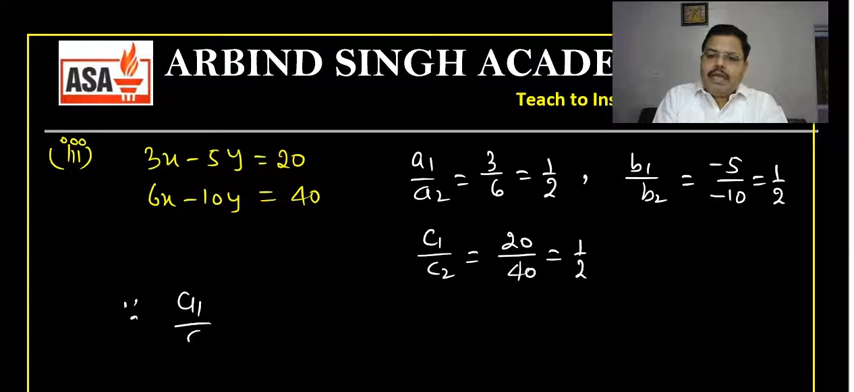 ASA
ARBIND SINGH ACADE
Teach to Ins
(iii) 3x - 5y = 20
6x - 10y = 40
a₁/a₂ = 3/6 = 1/2 , b₁/b₂ = -5/-10 = 1/2
c₁/c₂ = 20/40 = 1/2
∵ a₁/